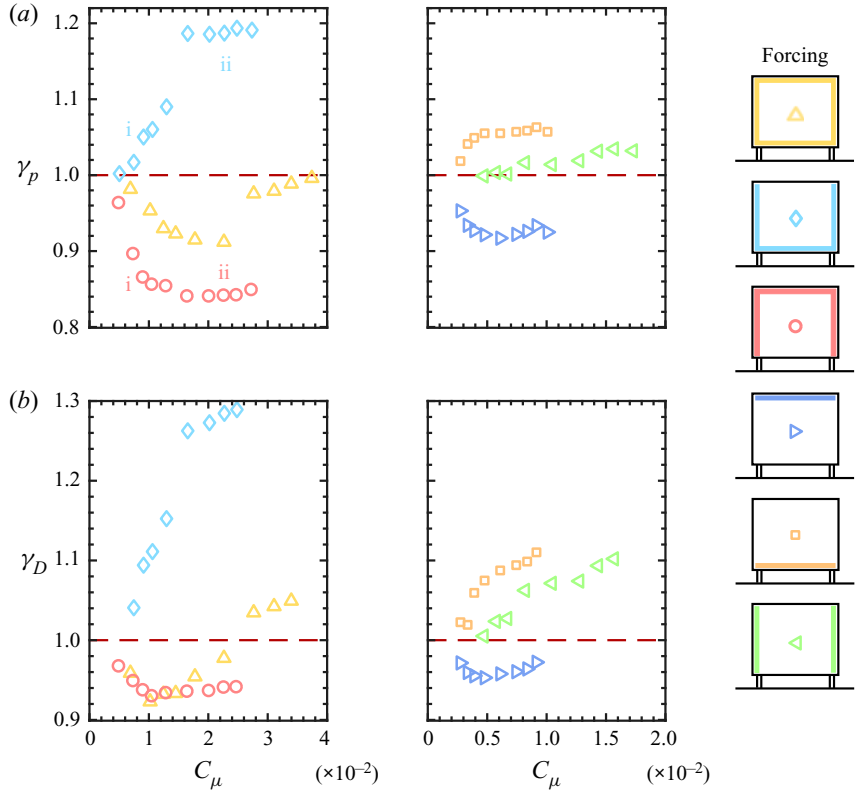 (a)
1.2
1.1
1.0
0.9
0.8
γp
i
ii
i
ii
Forcing
(b)
1.3
1.2
1.1
1.0
0.9
γD
0 1 2 3 4
Cμ (×10⁻²)
0 0.5 1.0 1.5 2.0
Cμ (×10⁻²)